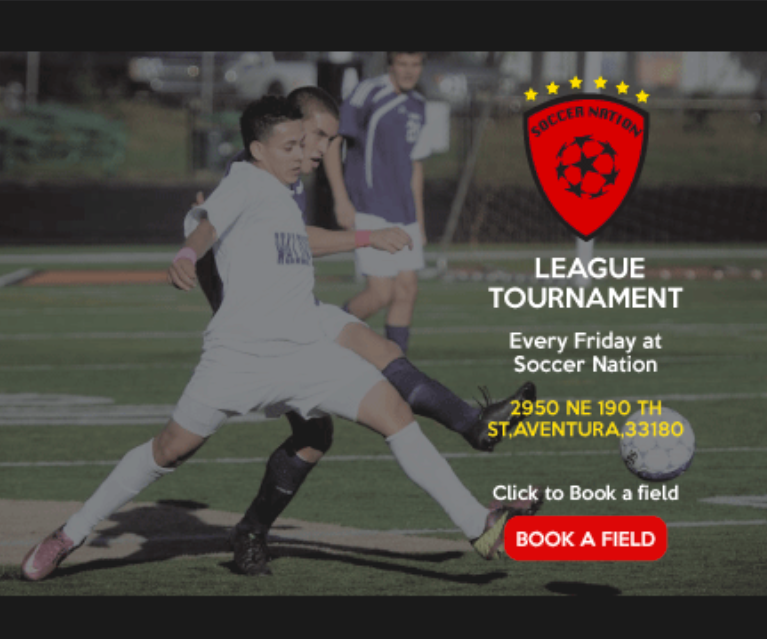 SOCCER NATION
LEAGUE
TOURNAMENT
Every Friday at
Soccer Nation
2950 NE 190 TH
ST,AVENTURA,33180
Click to Book a field
BOOK A FIELD